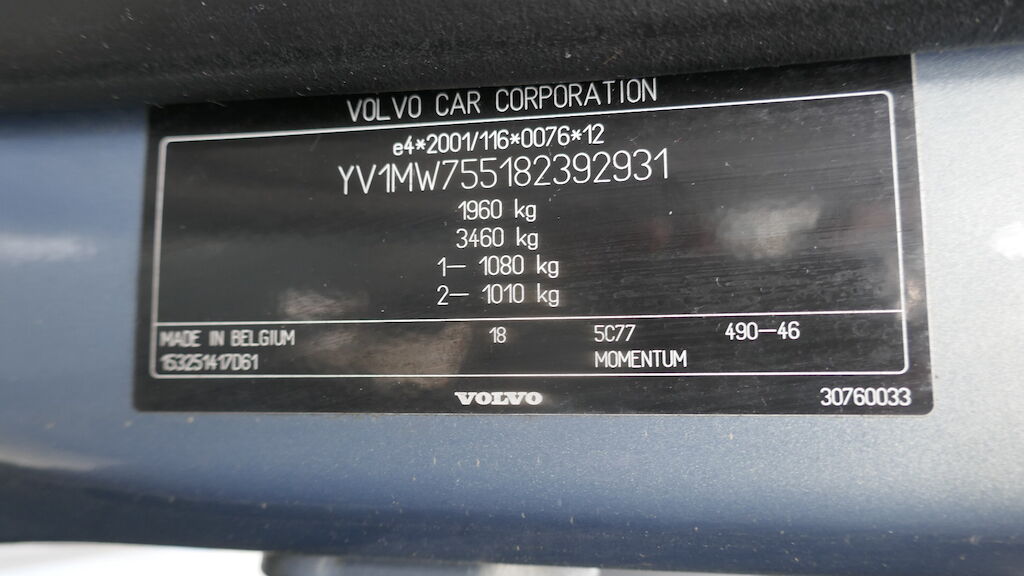 VOLVO CAR CORPORATION
e4*2001/116*0076*12
YV1MW755182392931
1960 kg
3460 kg
1– 1080 kg
2– 1010 kg
MADE IN BELGIUM 18 5C77 490–46
153251417D61 MOMENTUM
VOLVO 30760033